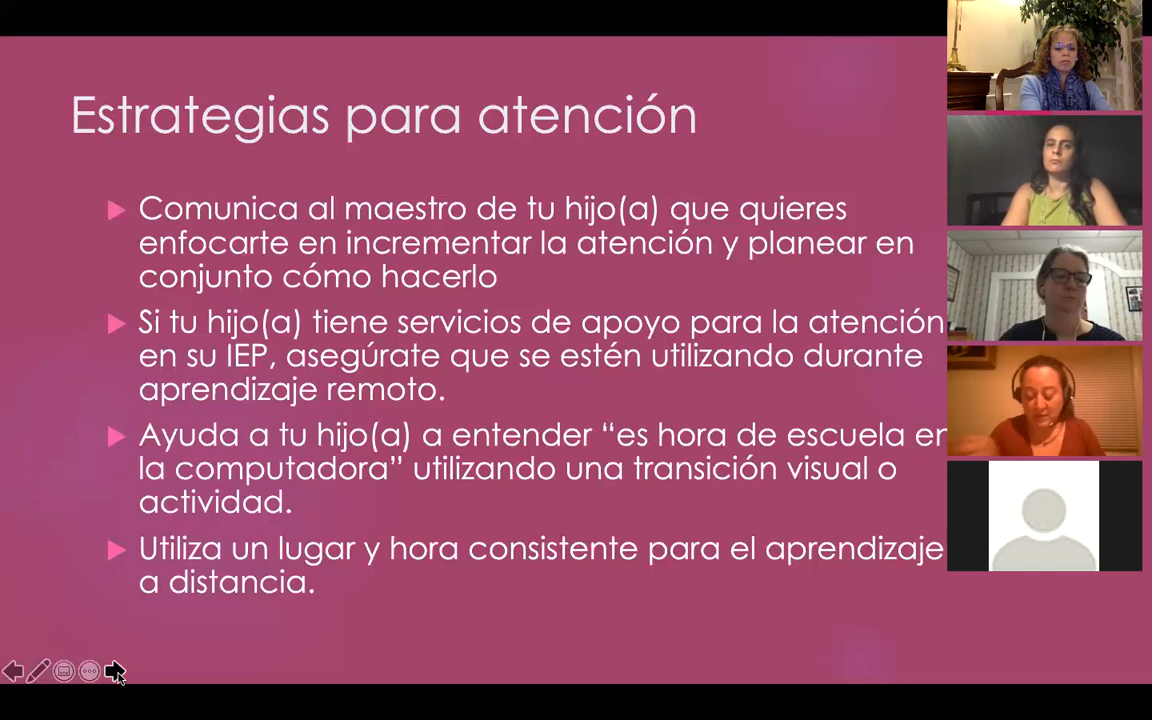 Estrategias para atención
Comunica al maestro de tu hijo(a) que quieres
enfocarte en incrementar la atención y planear en
conjunto cómo hacerlo
Si tu hijo(a) tiene servicios de apoyo para la atención
en su IEP, asegúrate que se estén utilizando durante
aprendizaje remoto.
Ayuda a tu hijo(a) a entender “es hora de escuela en
la computadora” utilizando una transición visual o
actividad.
Utiliza un lugar y hora consistente para el aprendizaje
a distancia.